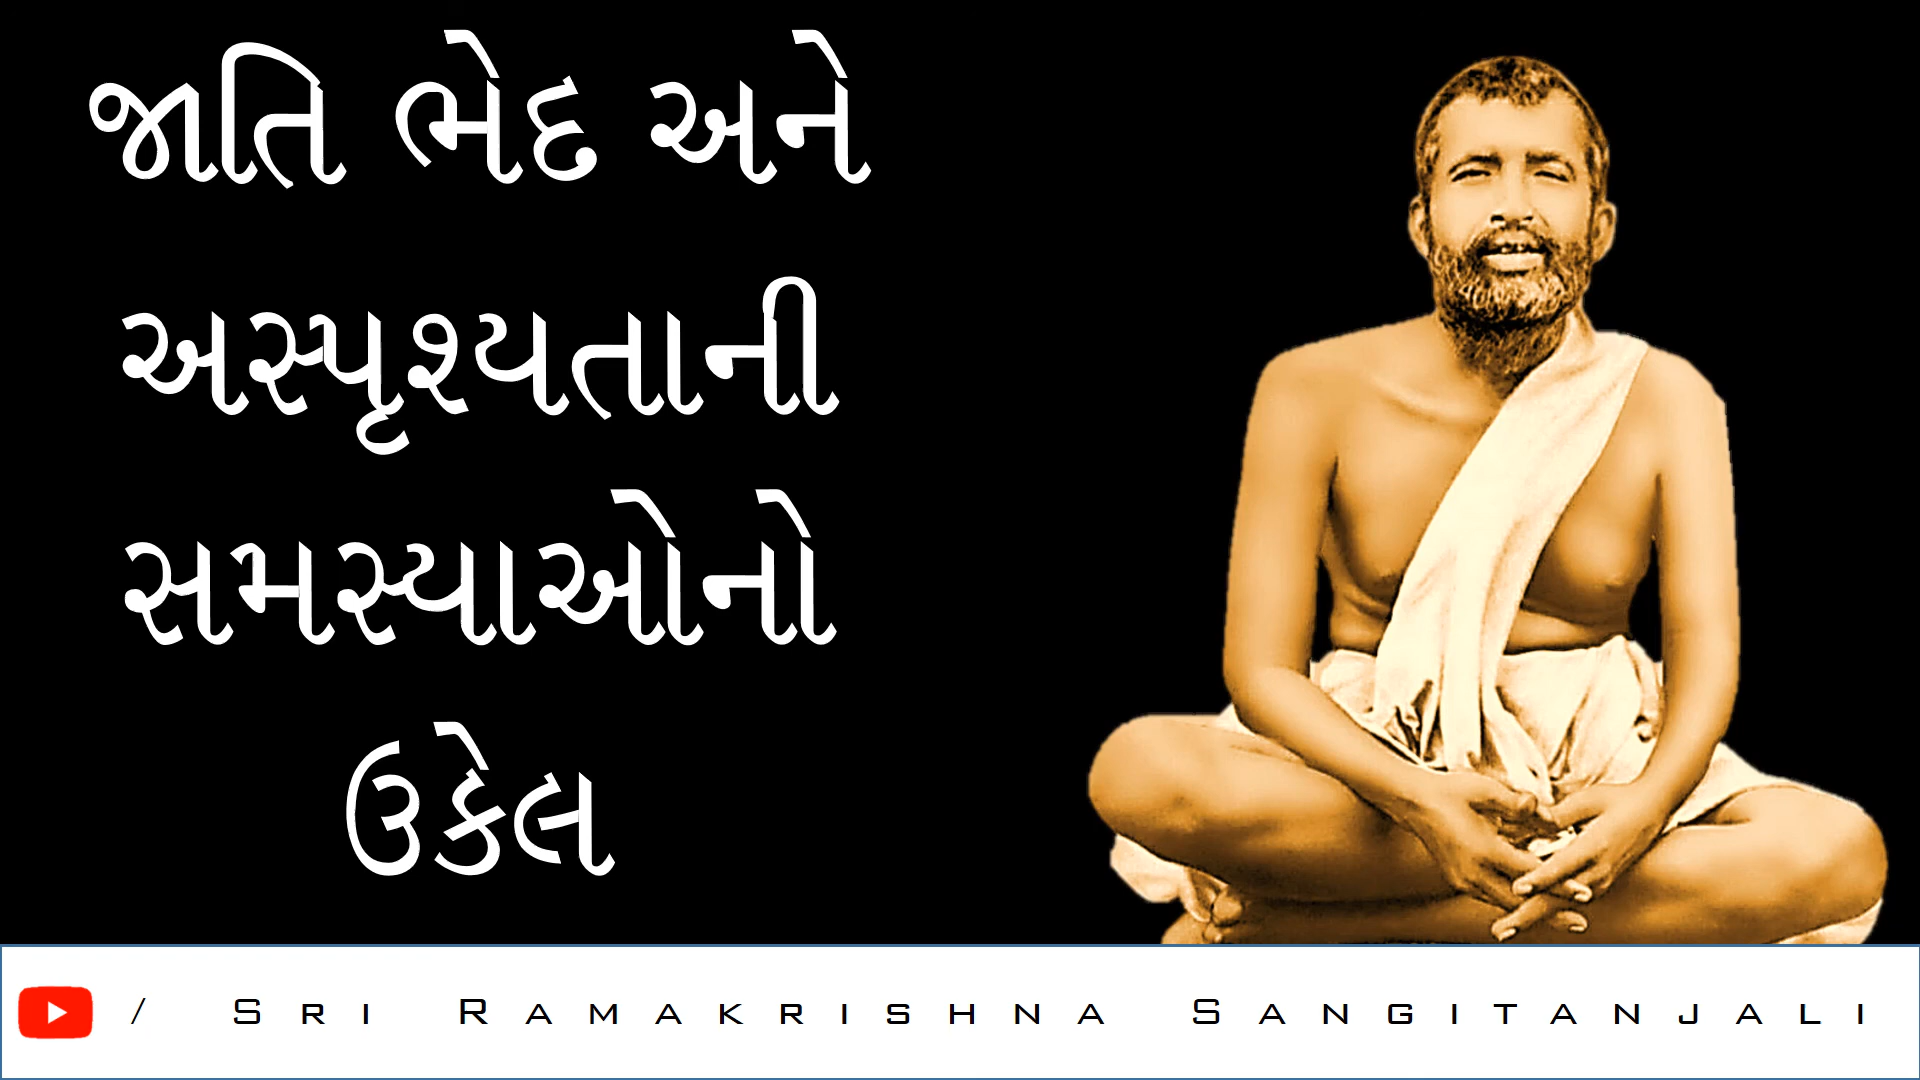 જાતિ ભેદ અને
અસ્પૃશ્યતાની
સમસ્યાઓનો
ઉકેલ
/ Sri Ramakrishna Sangitanjali